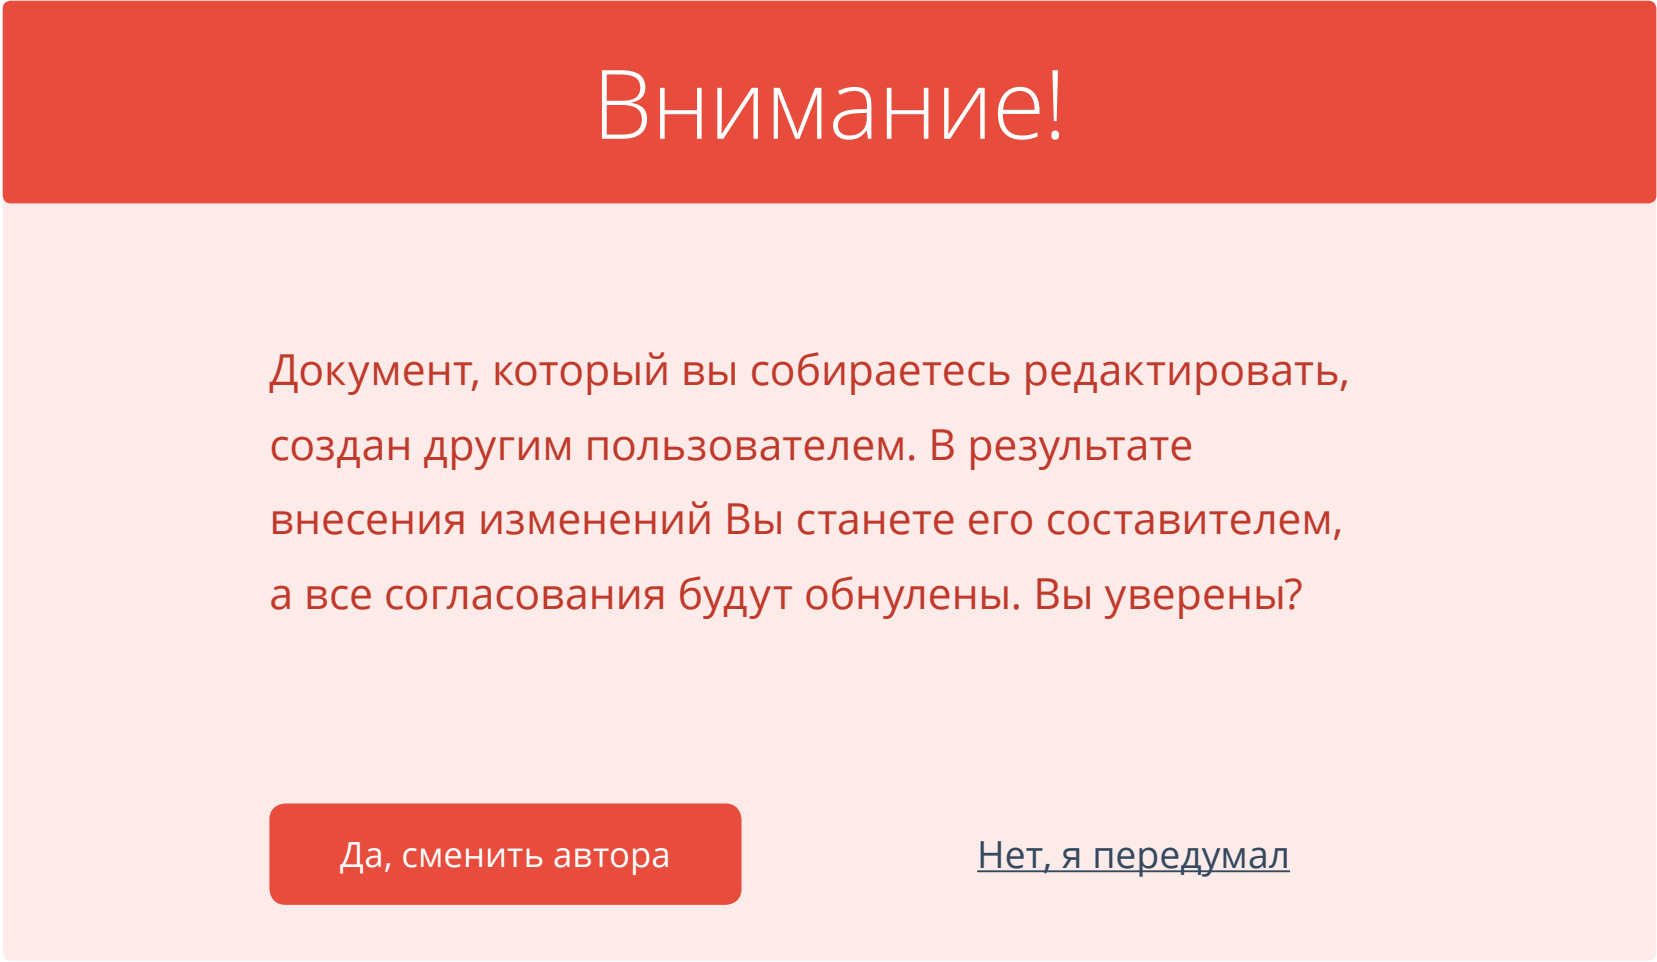 Внимание!
Документ, который вы собираетесь редактировать,
создан другим пользователем. В результате
внесения изменений Вы станете его составителем,
а все согласования будут обнулены. Вы уверены?
Да, сменить автора
Нет, я передумал